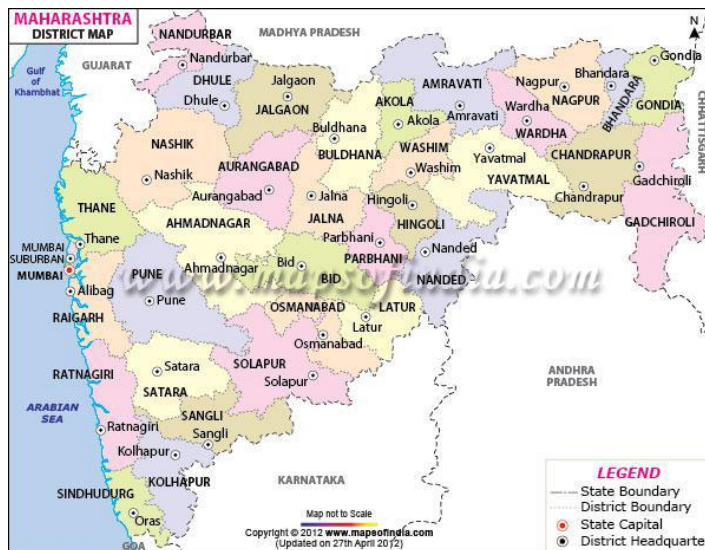 MAHARASHTRA
DISTRICT MAP
NANDURBAR
MADHYA PRADESH
N
GUJARAT
Nandurbar
Gulf
of
Khambhat
DHULE
Dhule
Jalgaon
JALGAON
AKOLA
Akola
AMRAVATI
Amravati
Nagpur
NAGPUR
Bhandara
BHANDARA
Gondia
GONDIA
CHHATTISGARH
Wardha
WARDHA
Buldhana
BULDHANA
NASHIK
Nashik
AURANGABAD
Aurangabad
WASHIM
Washim
Yavatmal
YAVATMAL
CHANDRAPUR
Chandrapur
Gadchiroli
GADCHIROLI
Jalna
JALNA
Hingoli
HINGOLI
THANE
Thane
AHMADNAGAR
Ahmadnagar
Parbhani
PARBHANI
Nanded
NANDED
MUMBAI
SUBURBAN
MUMBAI
PUNE
Pune
Bid
BID
www.mapsofindia.com
Alibag
RAIGARH
OSMANABAD
Osmanabad
LATUR
Latur
RATNAGIRI
Satara
SATARA
SOLAPUR
Solapur
ANDHRA
PRADESH
ARABIAN
SEA
Ratnagiri
SANGLI
Sangli
Kolhapur
KOLHAPUR
KARNATAKA
SINDHUDURG
Oras
GOA
Map not to Scale
Copyright © 2012 www.mapsofindia.com
(Updated on 27th April 2012)
LEGEND
State Boundary
District Boundary
State Capital
District Headquarte